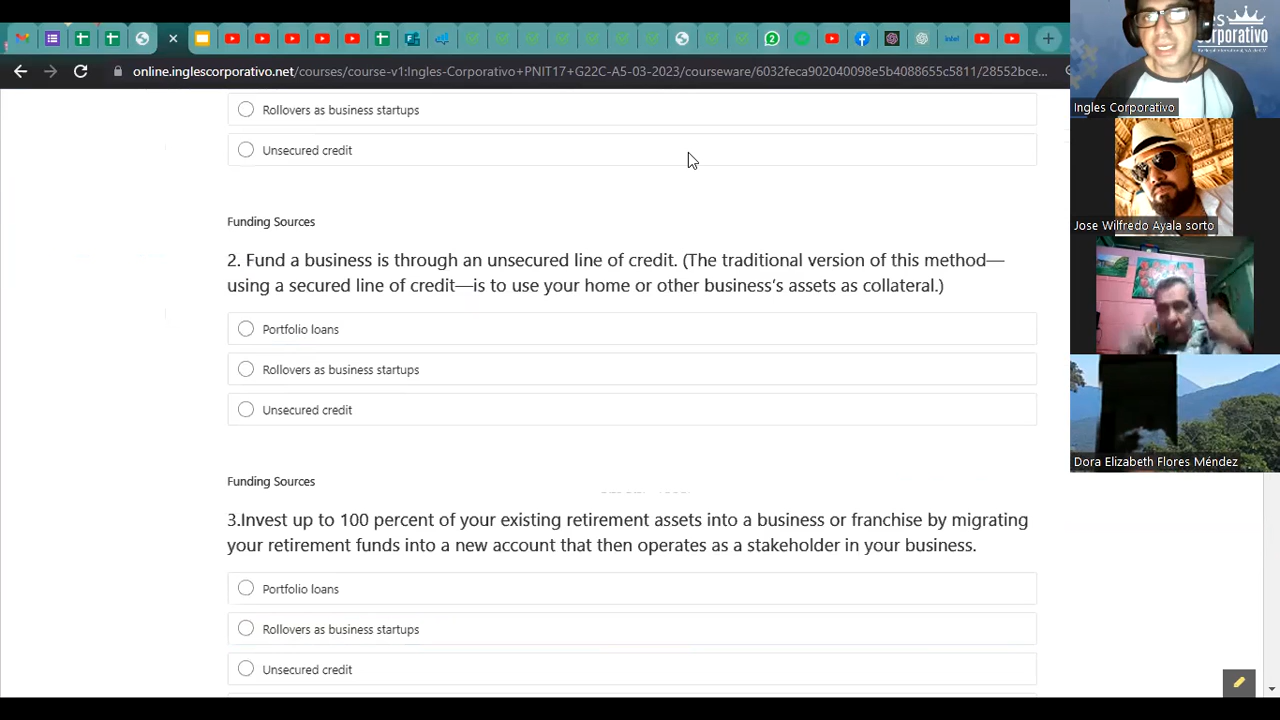 online.inglescorporativo.net/courses/course-v1:Ingles-Corporativo+PNIT17+G22C-A5-03-2023/courseware/6032feca902040098e5b4088655c5811/28552bce...
Rollovers as business startups
Unsecured credit
Funding Sources
2. Fund a business is through an unsecured line of credit. (The traditional version of this method—
using a secured line of credit—is to use your home or other business's assets as collateral.)
Portfolio loans
Rollovers as business startups
Unsecured credit
Funding Sources
3.Invest up to 100 percent of your existing retirement assets into a business or franchise by migrating
your retirement funds into a new account that then operates as a stakeholder in your business.
Portfolio loans
Rollovers as business startups
Unsecured credit
Ingles Corporativo
Jose Wilfredo Ayala sorto
Dora Elizabeth Flores Méndez